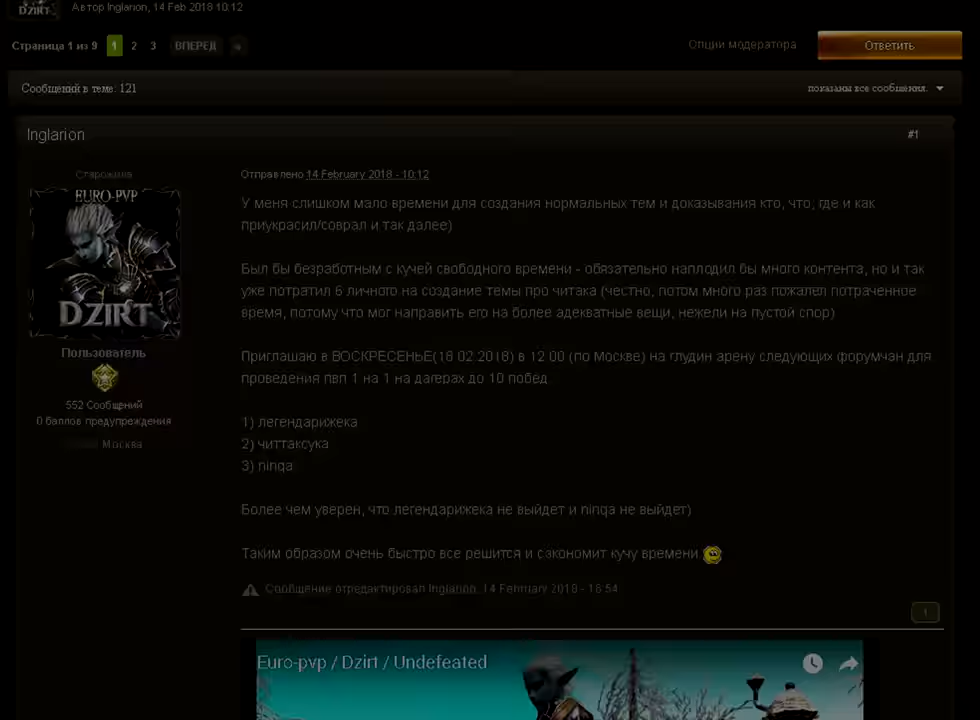 DZIRT
Автор Inglarion, 14 Feb 2018 10:12
Страница 1 из 9 1 2 3 ВПЕРЕД »
Опции модератора
Ответить
Сообщений в теме: 121
показаны все сообщения.
Inglarion
#1
Старожила
Отправлено 14 February 2018 - 10:12
EURO-PVP
DZIRT
Пользователь
552 Сообщений
0 баллов предупреждения
Москва
У меня слишком мало времени для создания нормальных тем и доказывания кто, что, где и как
приукрасил/соврал и так далее)
Был бы безработным с кучей свободного времени - обязательно наплодил бы много контента, но и так
уже потратил 6 личного на создание темы про читака (честно, потом много раз пожалел потраченное
время, потому что мог направить его на более адекватные вещи, нежели на пустой спор)
Приглашаю в ВОСКРЕСЕНЬЕ(18 02 2018) в 12 00 (по Москве) на глудин арену следующих форумчан для
проведения пвп 1 на 1 на дагерах до 10 побед
1) легендарижека
2) читтаксука
3) ninqa
Более чем уверен, что легендарижека не выйдет и ninqa не выйдет)
Таким образом очень быстро все решится и сэкономит кучу времени
Сообщение отредактировал Inglarion, 14 February 2018 - 16:54
1
Euro-pvp / Dzirt / Undefeated